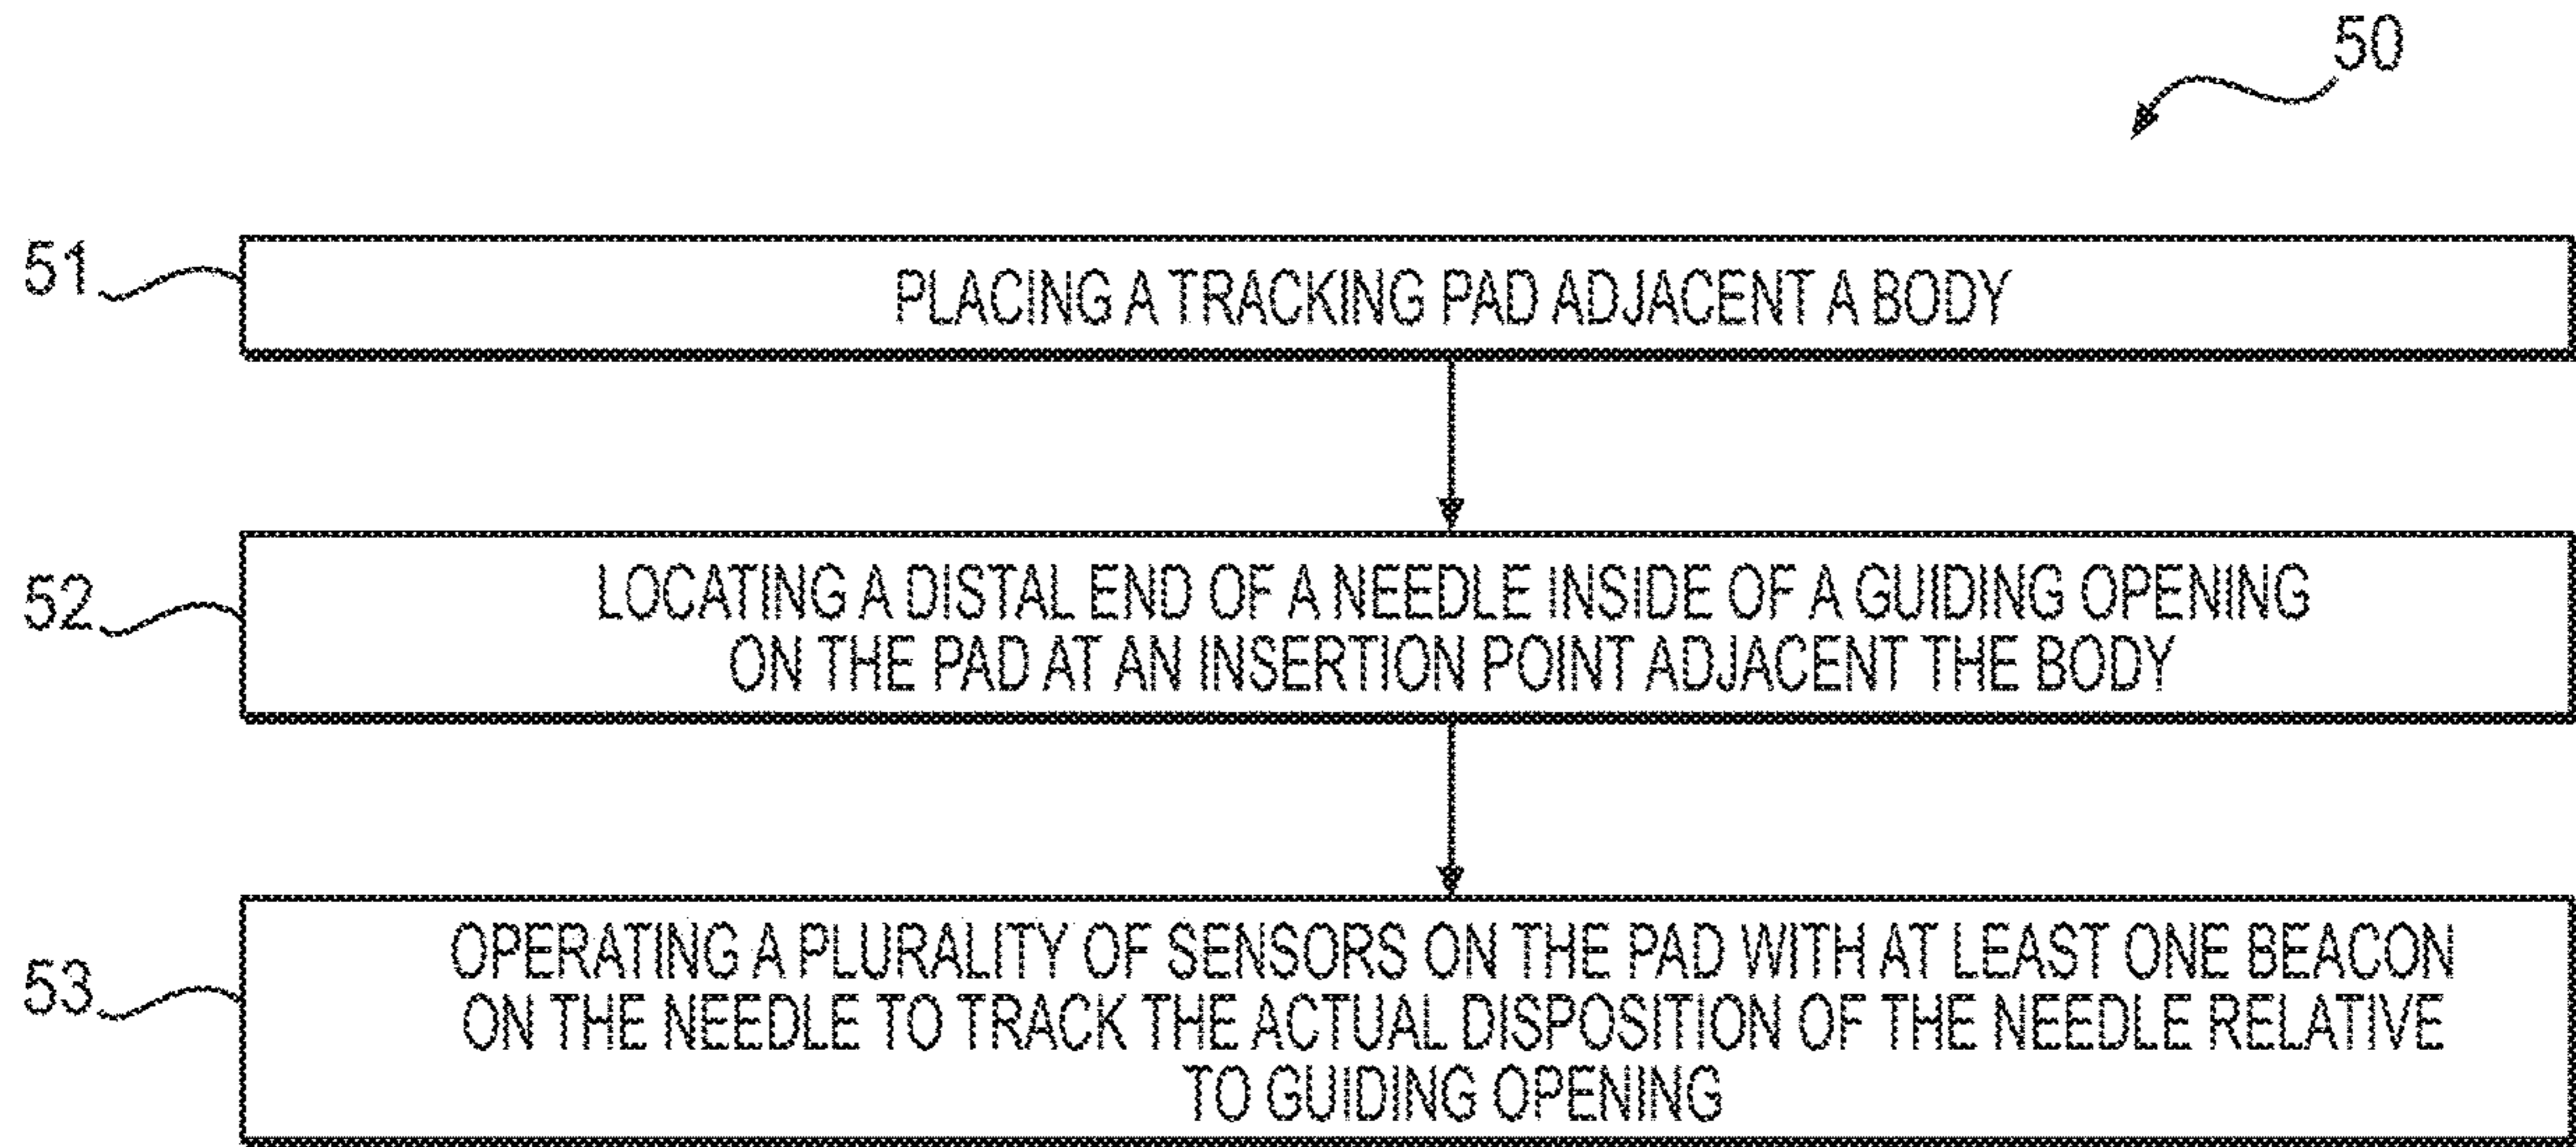 50
51
PLACING A TRACKING PAD ADJACENT A BODY
52
LOCATING A DISTAL END OF A NEEDLE INSIDE OF A GUIDING OPENING
ON THE PAD AT AN INSERTION POINT ADJACENT THE BODY
53
OPERATING A PLURALITY OF SENSORS ON THE PAD WITH AT LEAST ONE BEACON
ON THE NEEDLE TO TRACK THE ACTUAL DISPOSITION OF THE NEEDLE RELATIVE
TO GUIDING OPENING